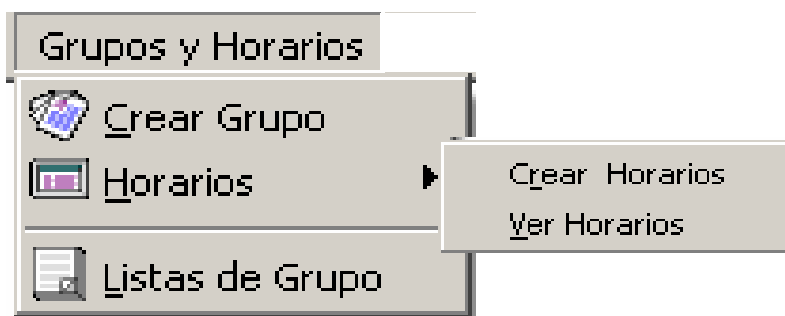 Grupos y Horarios
Crear Grupo
Horarios
Crear Horarios
Ver Horarios
Listas de Grupo